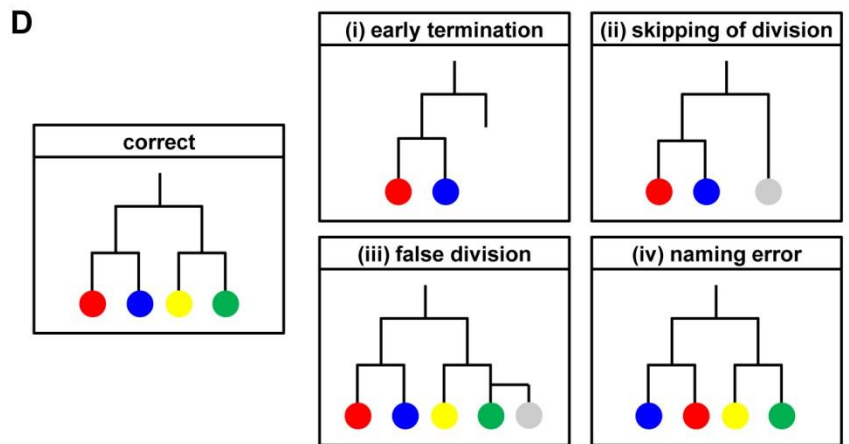 D
correct
(i) early termination
(ii) skipping of division
(iii) false division
(iv) naming error